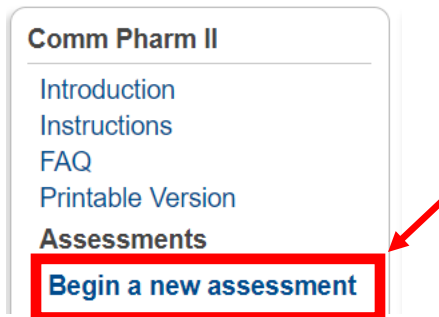 Comm Pharm II
Introduction
Instructions
FAQ
Printable Version
Assessments
Begin a new assessment